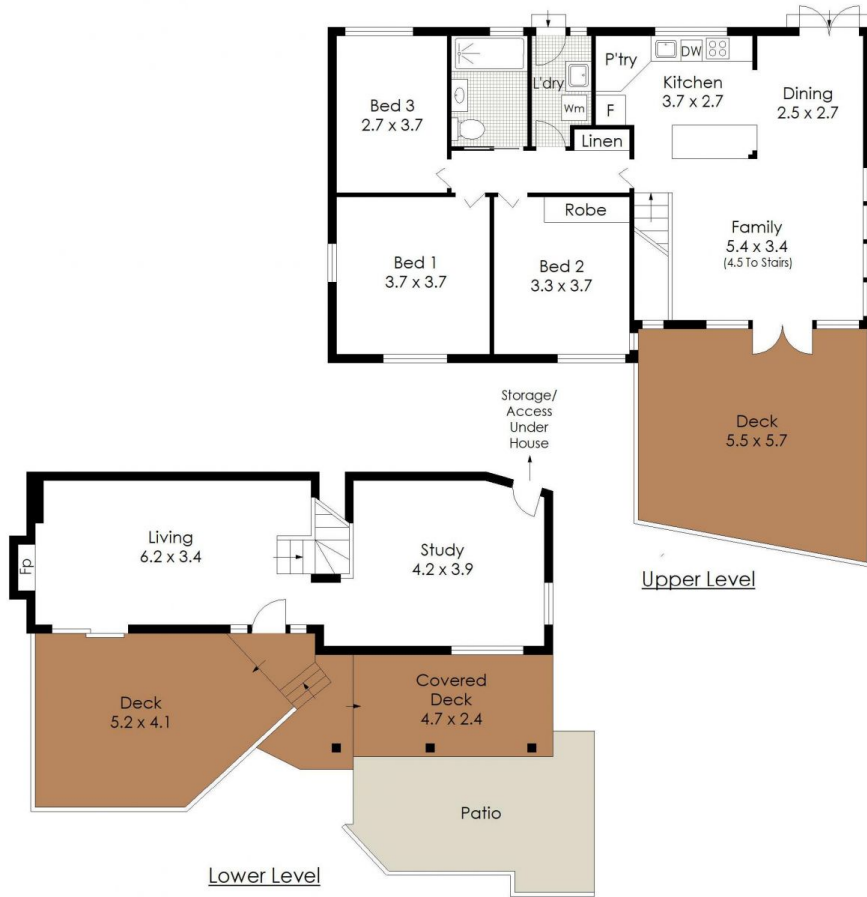 P'try
DW
Kitchen
3.7 x 2.7
Dining
2.5 x 2.7
L'dry
Wm
F
Bed 3
2.7 x 3.7
Linen
Robe
Family
5.4 x 3.4
(4.5 To Stairs)
Bed 1
3.7 x 3.7
Bed 2
3.3 x 3.7
Deck
5.5 x 5.7
Upper Level
Storage/
Access
Under
House
Living
6.2 x 3.4
Fp
Study
4.2 x 3.9
Deck
5.2 x 4.1
Covered
Deck
4.7 x 2.4
Patio
Lower Level